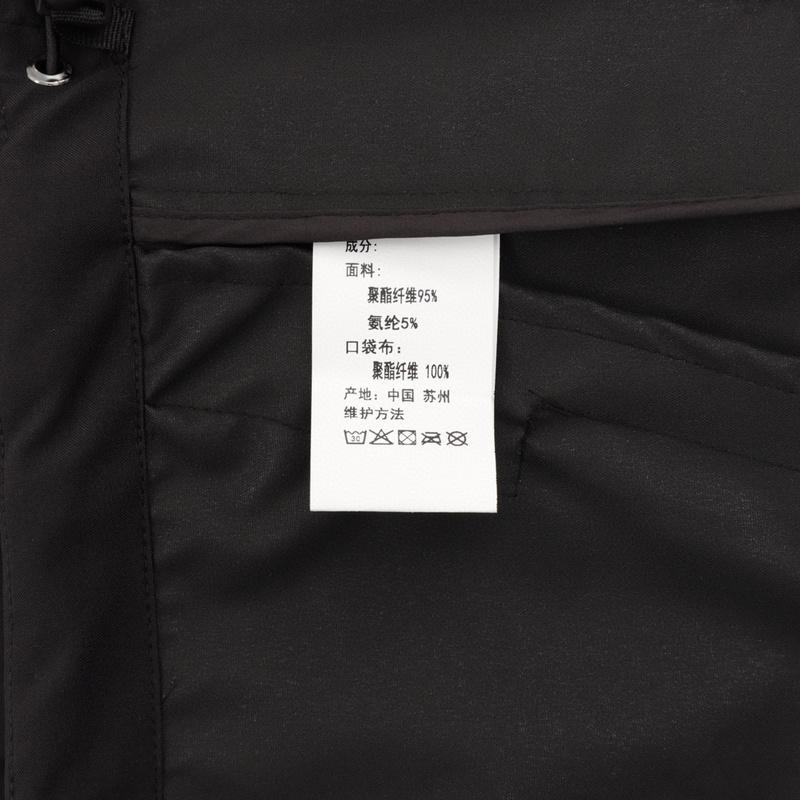 成分:
面料:
聚酯纤维95%
氨纶5%
口袋布:
聚酯纤维 100%
产地: 中国 苏州
维护方法
30